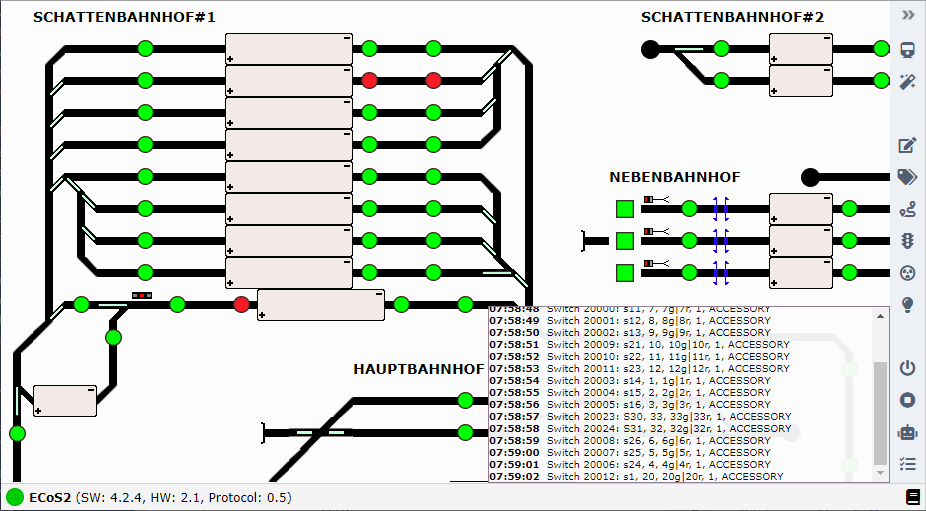 SCHATTENBAHNHOF#1
SCHATTENBAHNHOF#2
NEBENBAHNHOF
HAUPTBAHNHOF
07:58:48 Switch 20000: s11, 7, 7g|7r, 1, ACCESSORY
07:58:49 Switch 20001: s12, 8, 8g|8r, 1, ACCESSORY
07:58:50 Switch 20002: s13, 9, 9g|9r, 1, ACCESSORY
07:58:51 Switch 20009: s21, 10, 10g|10r, 1, ACCESSORY
07:58:52 Switch 20010: s22, 11, 11g|11r, 1, ACCESSORY
07:58:53 Switch 20011: s23, 12, 12g|12r, 1, ACCESSORY
07:58:54 Switch 20003: s14, 1, 1g|1r, 1, ACCESSORY
07:58:55 Switch 20004: s15, 2, 2g|2r, 1, ACCESSORY
07:58:56 Switch 20005: s16, 3, 3g|3r, 1, ACCESSORY
07:58:57 Switch 20023: S30, 33, 33g|33r, 1, ACCESSORY
07:58:58 Switch 20024: S31, 32, 32g|32r, 1, ACCESSORY
07:58:59 Switch 20008: s26, 6, 6g|6r, 1, ACCESSORY
07:59:00 Switch 20007: s25, 5, 5g|5r, 1, ACCESSORY
07:59:01 Switch 20006: s24, 4, 4g|4r, 1, ACCESSORY
07:59:02 Switch 20012: s1, 20, 20g|20r, 1, ACCESSORY
ECoS2 (SW: 4.2.4, HW: 2.1, Protocol: 0.5)